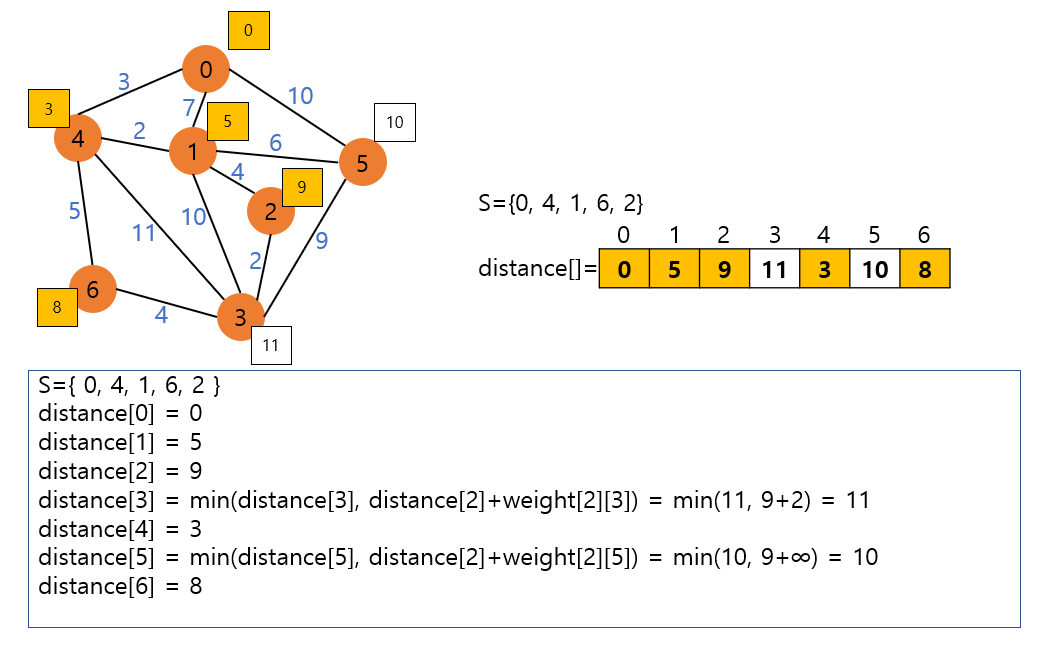 0
0
3
7
10
3
5
10
4
2
1
6
5
4
9
2
5
10
11
2
9
6
8
4
3
11
S={0, 4, 1, 6, 2}
0 1 2 3 4 5 6
distance[]= 0 5 9 11 3 10 8
S={ 0, 4, 1, 6, 2 }
distance[0] = 0
distance[1] = 5
distance[2] = 9
distance[3] = min(distance[3], distance[2]+weight[2][3]) = min(11, 9+2) = 11
distance[4] = 3
distance[5] = min(distance[5], distance[2]+weight[2][5]) = min(10, 9+∞) = 10
distance[6] = 8